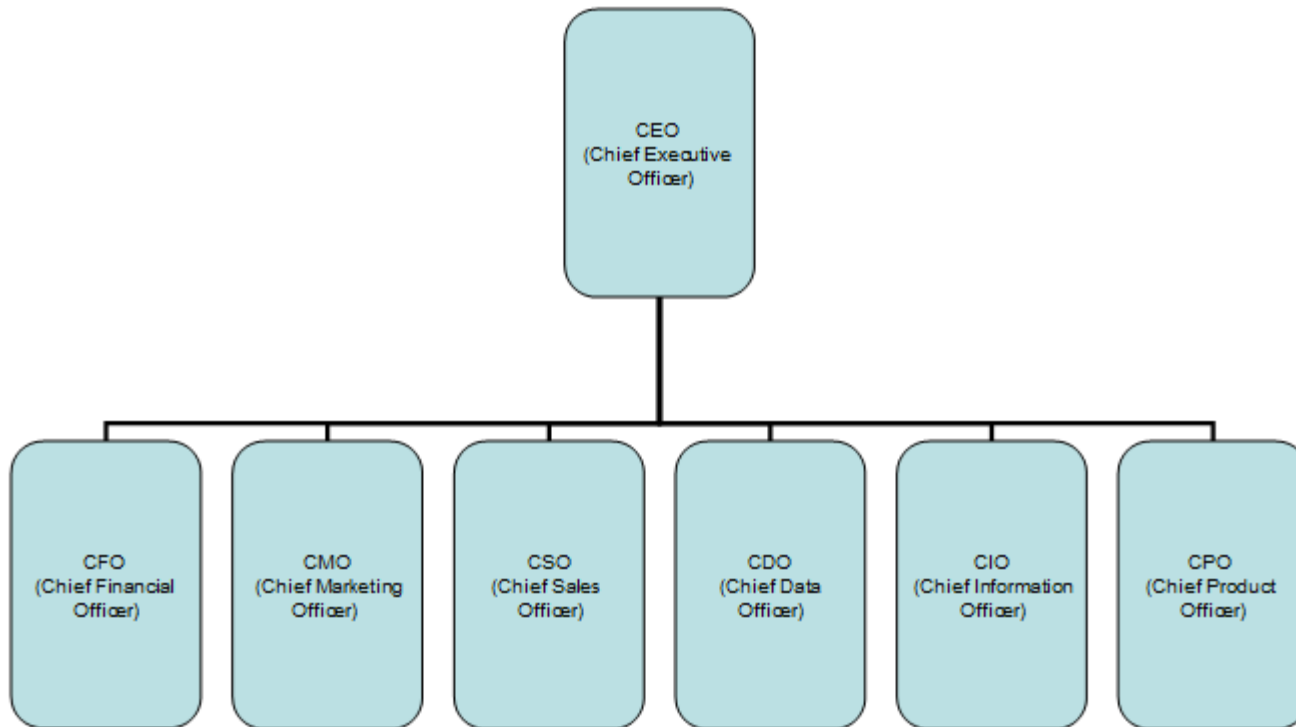 CEO
(Chief Executive
Officer)
CFO
(Chief Financial
Officer)
CMO
(Chief Marketing
Officer)
CSO
(Chief Sales
Officer)
CDO
(Chief Data
Officer)
CIO
(Chief Information
Officer)
CPO
(Chief Product
Officer)